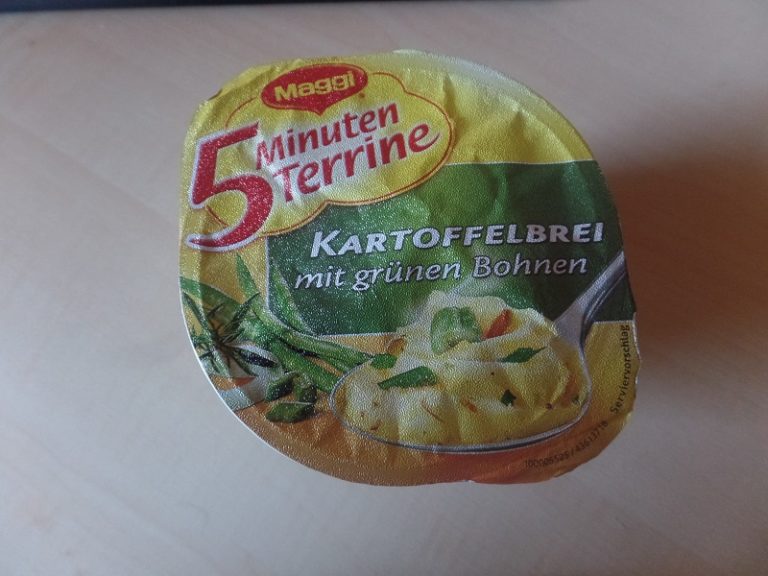 Maggi
5 Minuten
Terrine
KARTOFFELBREI
mit grünen Bohnen
Serviervorschlag